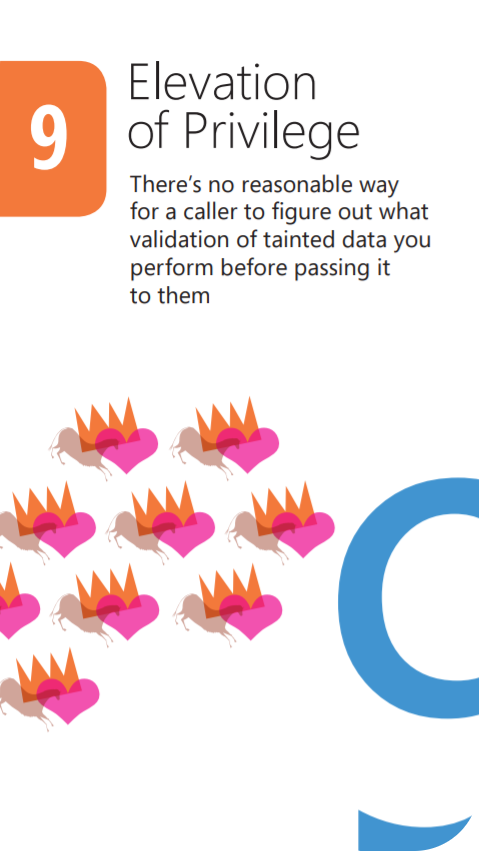 9
Elevation
of Privilege
There's no reasonable way
for a caller to figure out what
validation of tainted data you
perform before passing it
to them
9